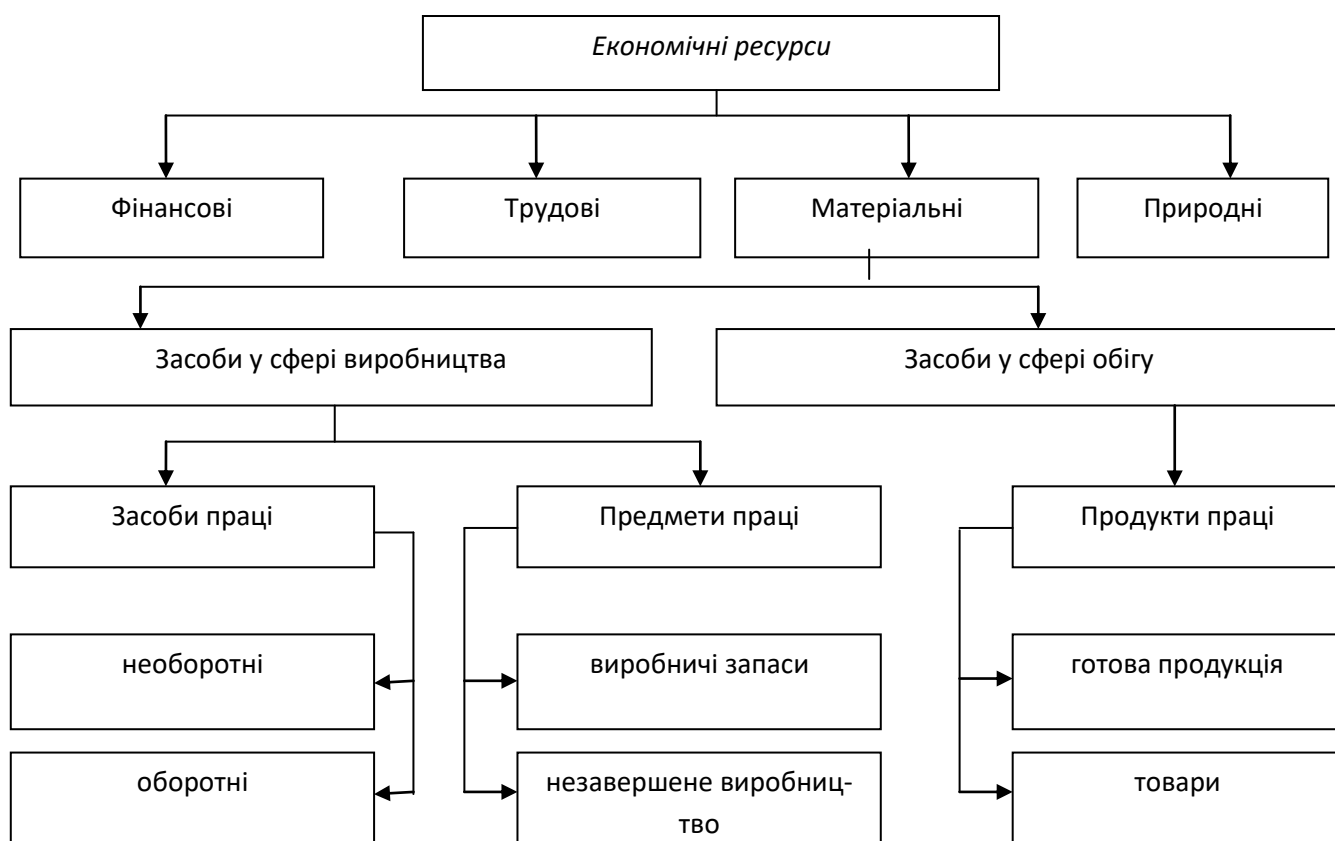 Економічні ресурси
Фінансові
Трудові
Матеріальні
Природні
Засоби у сфері виробництва
Засоби у сфері обігу
Засоби праці
Предмети праці
Продукти праці
необоротні
виробничі запаси
готова продукція
оборотні
незавершене виробниц-
тво
товари